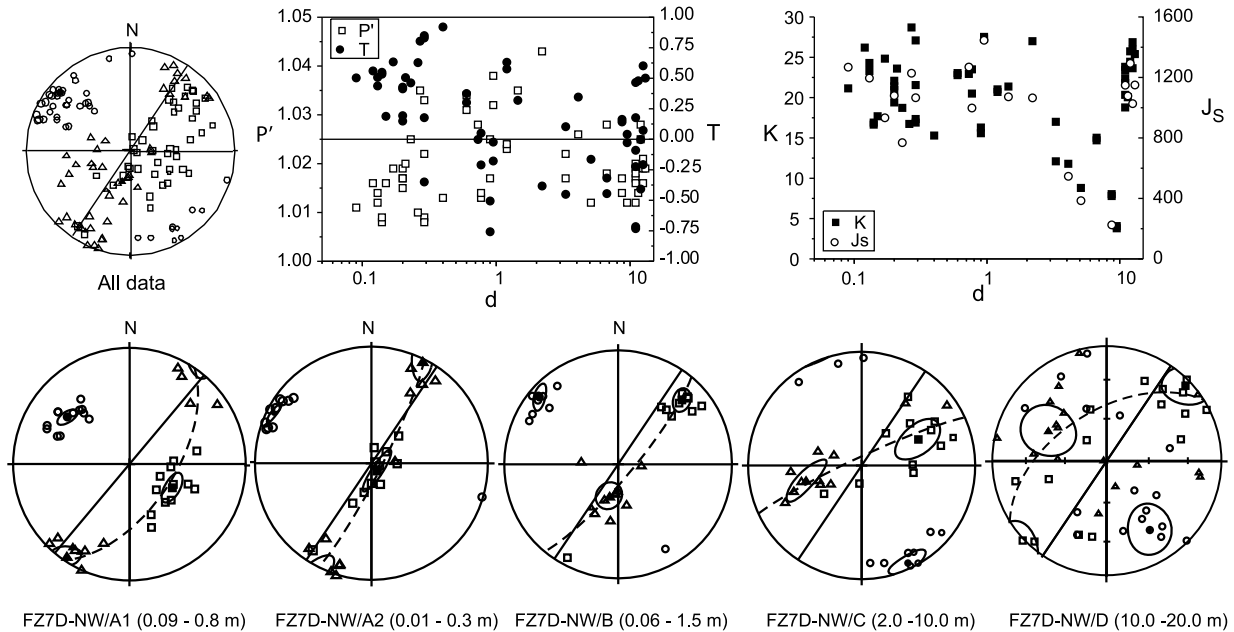 N
All data
1.05
1.04
1.03
1.02
1.01
1.00
P'
P'
T
1.00
0.75
0.50
0.25
0.00
-0.25
-0.50
-0.75
-1.00
T
0.1
1
10
d
30
25
20
15
10
5
0
K
K
Js
1600
1200
800
400
0
JS
0.1
1
10
d
N
N
N
N
FZ7D-NW/A1 (0.09 - 0.8 m)
FZ7D-NW/A2 (0.01 - 0.3 m)
FZ7D-NW/B (0.06 - 1.5 m)
FZ7D-NW/C (2.0 -10.0 m)
FZ7D-NW/D (10.0 -20.0 m)